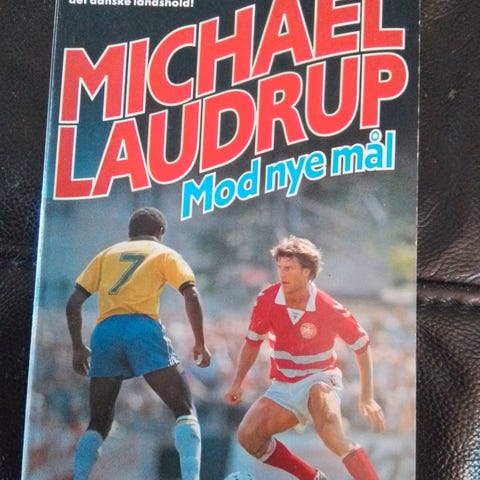 det danske landshold!
MICHAEL
LAUDRUP
Mod nye mål
7